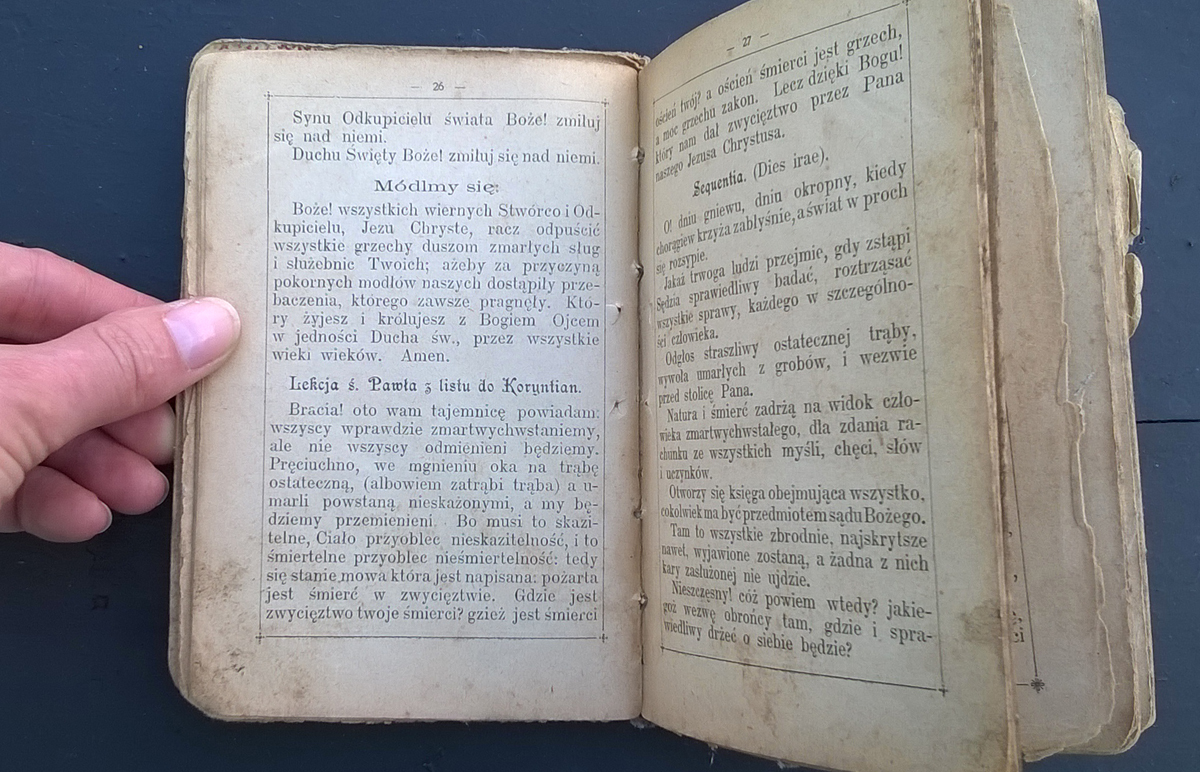 — 26 —
Synu Odkupicielu świata Boże! zmiłuj
się nad niemi.
Duchu Święty Boże! zmiłuj się nad niemi.
Módlmy się:
Boże! wszystkich wiernych Stwórco i Od-
kupicielu, Jezu Chryste, racz odpuścić
wszystkie grzechy duszom zmarłych sług
i służebnic Twoich; ażeby za przyczyną
pokornych modłów naszych dostąpiły prze-
baczenia, którego zawsze pragnęły. Któ-
ry żyjesz i królujesz z Bogiem Ojcem
w jedności Ducha św., przez wszystkie
wieki wieków. Amen.
Lekcja ś. Pawła z listu do Koryntian.
Bracia! oto wam tajemnicę powiadam:
wszyscy wprawdzie zmartwychwstaniemy,
ale nie wszyscy odmienieni będziemy.
Pręciuchno, we mgnieniu oka na trąbę
ostateczną, (albowiem zatrąbi trąba) a u-
marli powstaną nieskażonymi, a my bę-
dziemy przemienieni. Bo musi to skazi-
telne, Ciało przyoblec nieskazitelność, i to
śmiertelne przyoblec nieśmiertelność: tedy
się stanie mowa która jest napisana: pożarta
jest śmierć w zwycięztwie. Gdzie jest
zwycięztwo twoje śmierci? gzież jest śmierci
— 27 —
oścień twój? a oścień śmierci jest grzech,
a moc grzechu zakon. Lecz dzięki Bogu!
który nam dał zwycięztwo przez Pana
naszego Jezusa Chrystusa.
Sequentia. (Dies irae).
O! dniu gniewu, dniu okropny, kiedy
chorągiew krzyża zabłyśnie, a świat w proch
się rozsypie.
Jakaż trwoga ludzi przejmie, gdy zstąpi
Sędzia sprawiedliwy badać, roztrząsać
wszystkie sprawy, każdego w szczególno-
ści człowieka.
Odgłos straszliwy ostatecznej trąby,
wywoła umarłych z grobów, i wezwie
przed stolicę Pana.
Natura i śmierć zadrżą na widok czło-
wieka zmartwychwstałego, dla zdania ra-
chunku ze wszystkich myśli, chęci, słów
i uczynków.
Otworzy się księga obejmująca wszystko,
cokolwiek ma być przedmiotem sądu Bożego.
Tam to wszystkie zbrodnie, najskrytsze
nawet, wyjawione zostaną, a żadna z nich
kary zasłużonej nie ujdzie.
Nieszczęsny! cóż powiem wtedy? jakie-
goż wezwę obrońcy tam, gdzie i spra-
wiedliwy drżeć o siebie będzie?